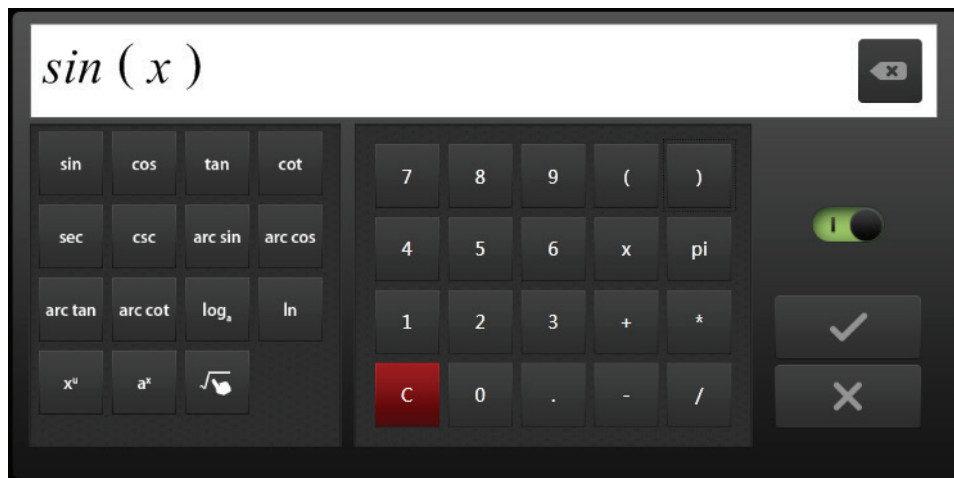 sin ( x )
sin cos tan cot
sec csc arc sin arc cos
arc tan arc cot logₐ ln
xᵘ aˣ √
7 8 9 ( )
4 5 6 x pi
1 2 3 + *
C 0 . - /
I